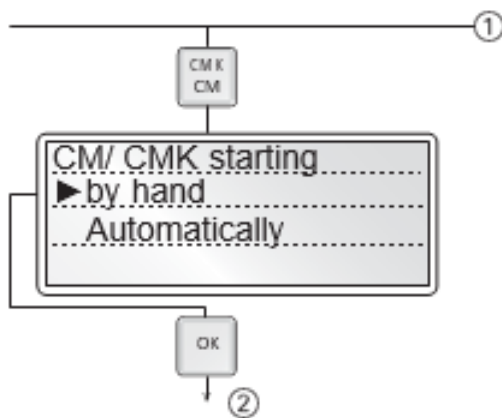 ①
CM K
CM
CM/ CMK starting
▶by hand
Automatically
OK
②